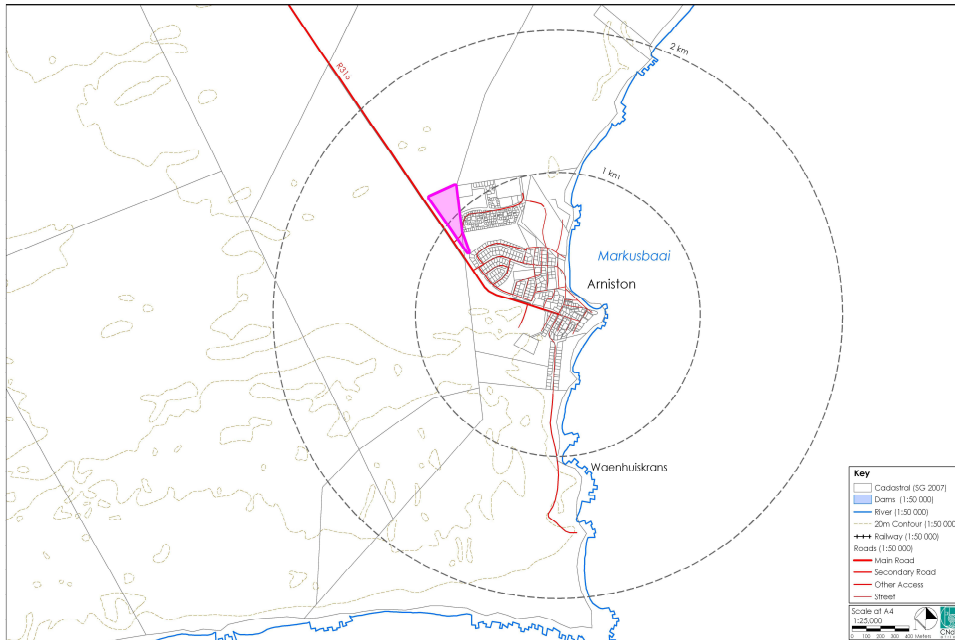 2 km
R316
1 km
Markusbaai
Arniston
Waenhuiskrans
Key
Cadastral (SG 2007)
Dams (1:50 000)
River (1:50 000)
20m Contour (1:50 000)
Railway (1:50 000)
Roads (1:50 000)
Main Road
Secondary Road
Other Access
Street
Scale at A4
1:25,000
0 100 200 300 400 Meters